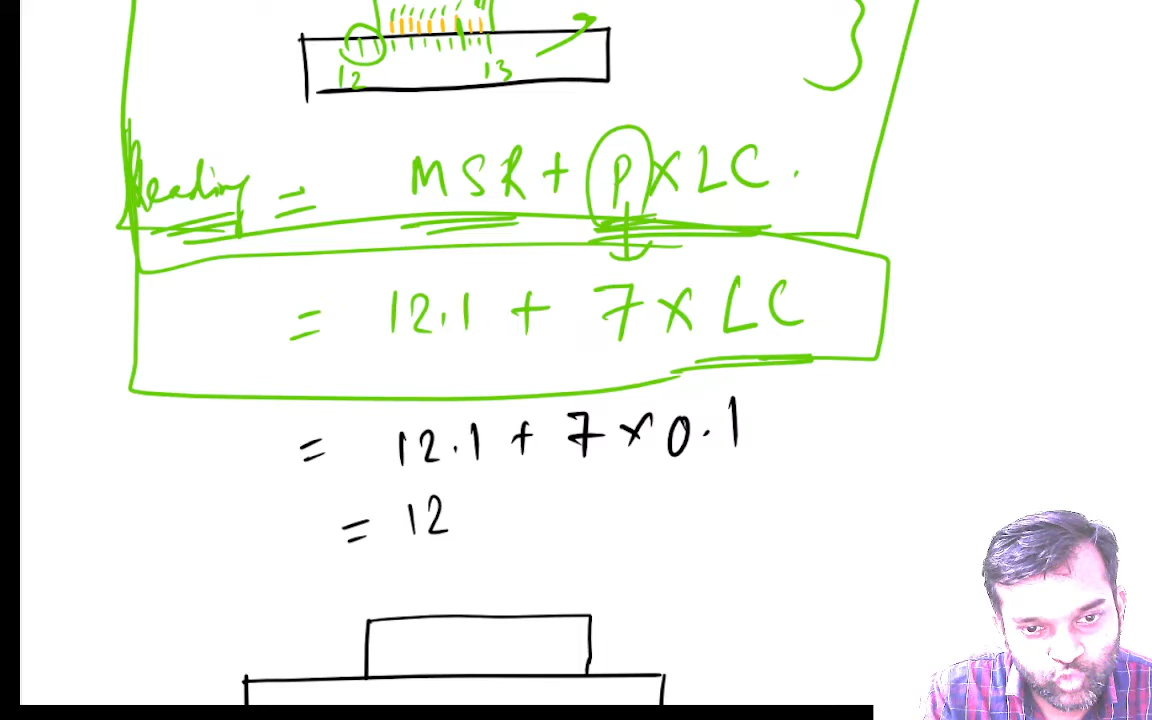 12 13
Reading = MSR + P × LC.
= 12.1 + 7 × LC
= 12.1 + 7 × 0.1
= 12